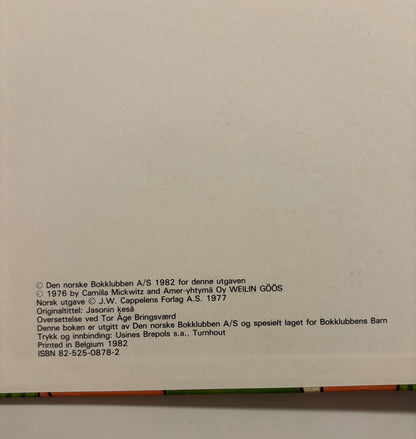 © Den norske Bokklubben A/S 1982 for denne utgaven
© 1976 by Camilla Mickwitz and Amer-yhtymä Oy WEILIN GÖÖS
Norsk utgave © J.W. Cappelens Forlag A.S. 1977
Originaltittel: Jasonin kesä
Oversettelse ved Tor Åge Bringsværd
Denne boken er utgitt av Den norske Bokklubben A/S og spesielt laget for Bokklubbens Barn
Trykk og innbinding: Usines Brepols s.a., Turnhout
Printed in Belgium 1982
ISBN 82-525-0878-2